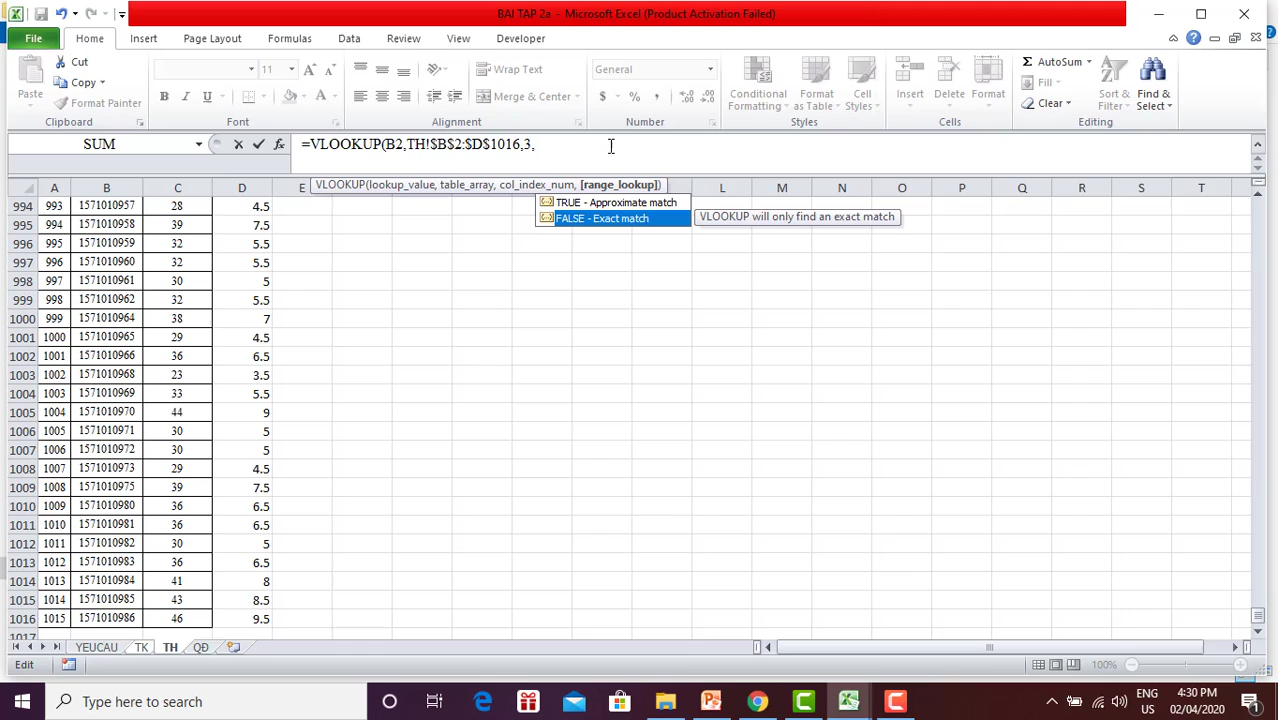 BAI TAP 2a - Microsoft Excel (Product Activation Failed)
File Home Insert Page Layout Formulas Data Review View Developer
Cut
Copy
Format Painter
Paste
Clipboard
11
B I U
Font
Wrap Text
Merge & Center
Alignment
General
$ % ,
Number
Conditional Formatting
Format as Table
Cell Styles
Styles
Insert
Delete
Format
Cells
AutoSum
Fill
Clear
Sort & Filter
Find & Select
Editing
SUM =VLOOKUP(B2,TH!$B$2:$D$1016,3,
VLOOKUP(lookup_value, table_array, col_index_num, [range_lookup])
A B C D E L M N O P Q R S T
TRUE - Approximate match
FALSE - Exact match
VLOOKUP will only find an exact match
994 993 1571010957 28 4.5
995 994 1571010958 39 7.5
996 995 1571010959 32 5.5
997 996 1571010960 32 5.5
998 997 1571010961 30 5
999 998 1571010962 32 5.5
1000 999 1571010964 38 7
1001 1000 1571010965 29 4.5
1002 1001 1571010966 36 6.5
1003 1002 1571010968 23 3.5
1004 1003 1571010969 33 5.5
1005 1004 1571010970 44 9
1006 1005 1571010971 30 5
1007 1006 1571010972 30 5
1008 1007 1571010973 29 4.5
1009 1008 1571010975 39 7.5
1010 1009 1571010980 36 6.5
1011 1010 1571010981 36 6.5
1012 1011 1571010982 30 5
1013 1012 1571010983 36 6.5
1014 1013 1571010984 41 8
1015 1014 1571010985 43 8.5
1016 1015 1571010986 46 9.5
1017
YEUCAU TK TH QĐ
Edit 100%
Type here to search
ENG
US
4:30 PM
02/04/2020